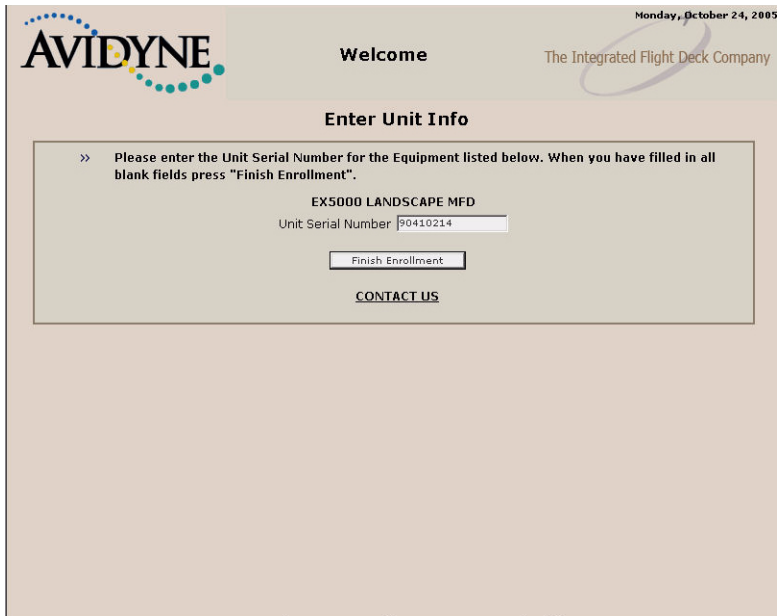 Monday, October 24, 2005
AVIDYNE
Welcome
The Integrated Flight Deck Company
Enter Unit Info
>> Please enter the Unit Serial Number for the Equipment listed below. When you have filled in all
blank fields press "Finish Enrollment".
EX5000 LANDSCAPE MFD
Unit Serial Number 90410214
Finish Enrollment
CONTACT US